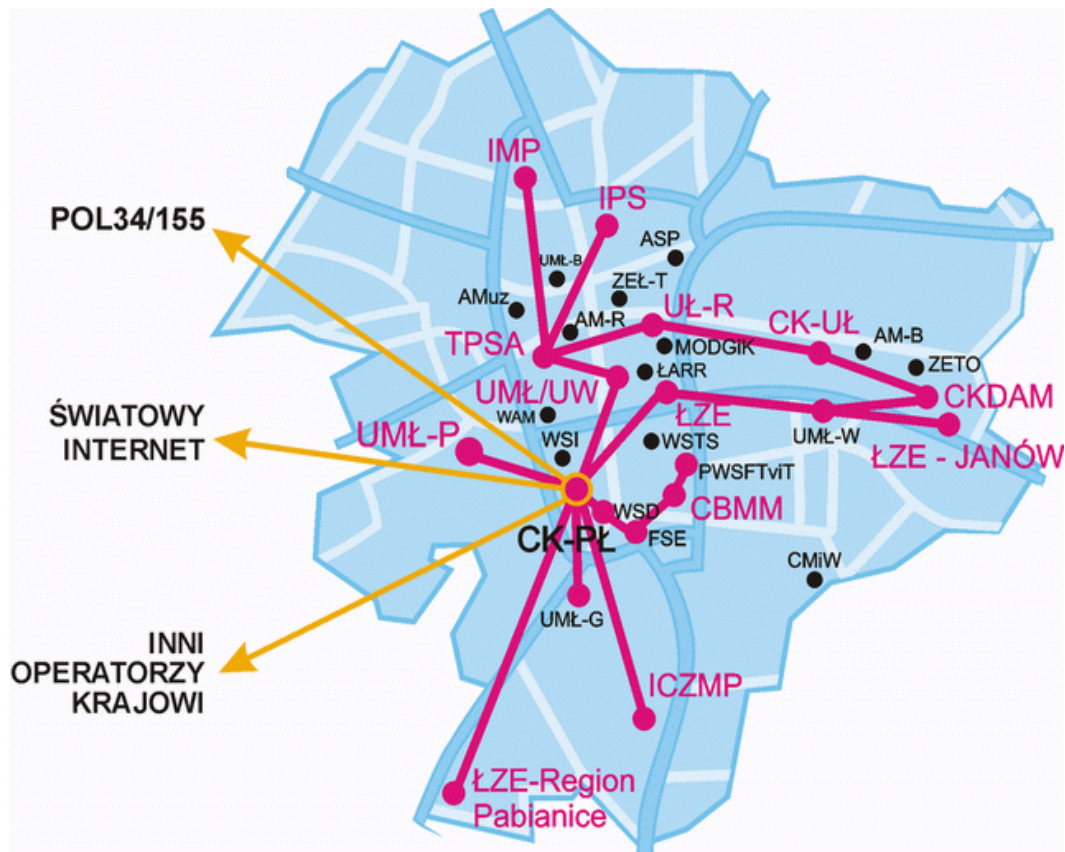 IMP
IPS
POL34/155
ASP
UMŁ-B
ZEŁ-T
AMuz
UŁ-R
AM-R
CK-UŁ
AM-B
TPSA
MODGiK
ZETO
ŁARR
UMŁ/UW
ŁZE
CKDAM
ŚWIATOWY
INTERNET
WAM
UMŁ-P
WSI
WSTS
UMŁ-W
ŁZE - JANÓW
PWSFTviT
CBMM
WSD
CK-PŁ
FSE
CMiW
UMŁ-G
INNI
OPERATORZY
KRAJOWI
ICZMP
ŁZE-Region
Pabianice